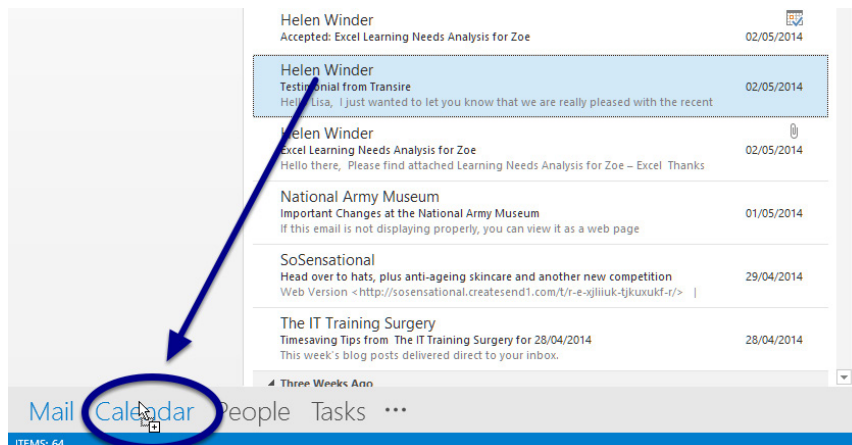 Helen Winder
Accepted: Excel Learning Needs Analysis for Zoe 02/05/2014
Helen Winder
Testimonial from Transire 02/05/2014
Hello Lisa, I just wanted to let you know that we are really pleased with the recent
Helen Winder
Excel Learning Needs Analysis for Zoe 02/05/2014
Hello there, Please find attached Learning Needs Analysis for Zoe – Excel Thanks
National Army Museum
Important Changes at the National Army Museum 01/05/2014
If this email is not displaying properly, you can view it as a web page
SoSensational
Head over to hats, plus anti-ageing skincare and another new competition 29/04/2014
Web Version <http://sosensational.createsend1.com/t/r-e-xjliiuk-tjkuxukf-r/> |
The IT Training Surgery
Timesaving Tips from The IT Training Surgery for 28/04/2014 28/04/2014
This week's blog posts delivered direct to your inbox.
Three Weeks Ago
Mail Calendar People Tasks ...
ITEMS: 64